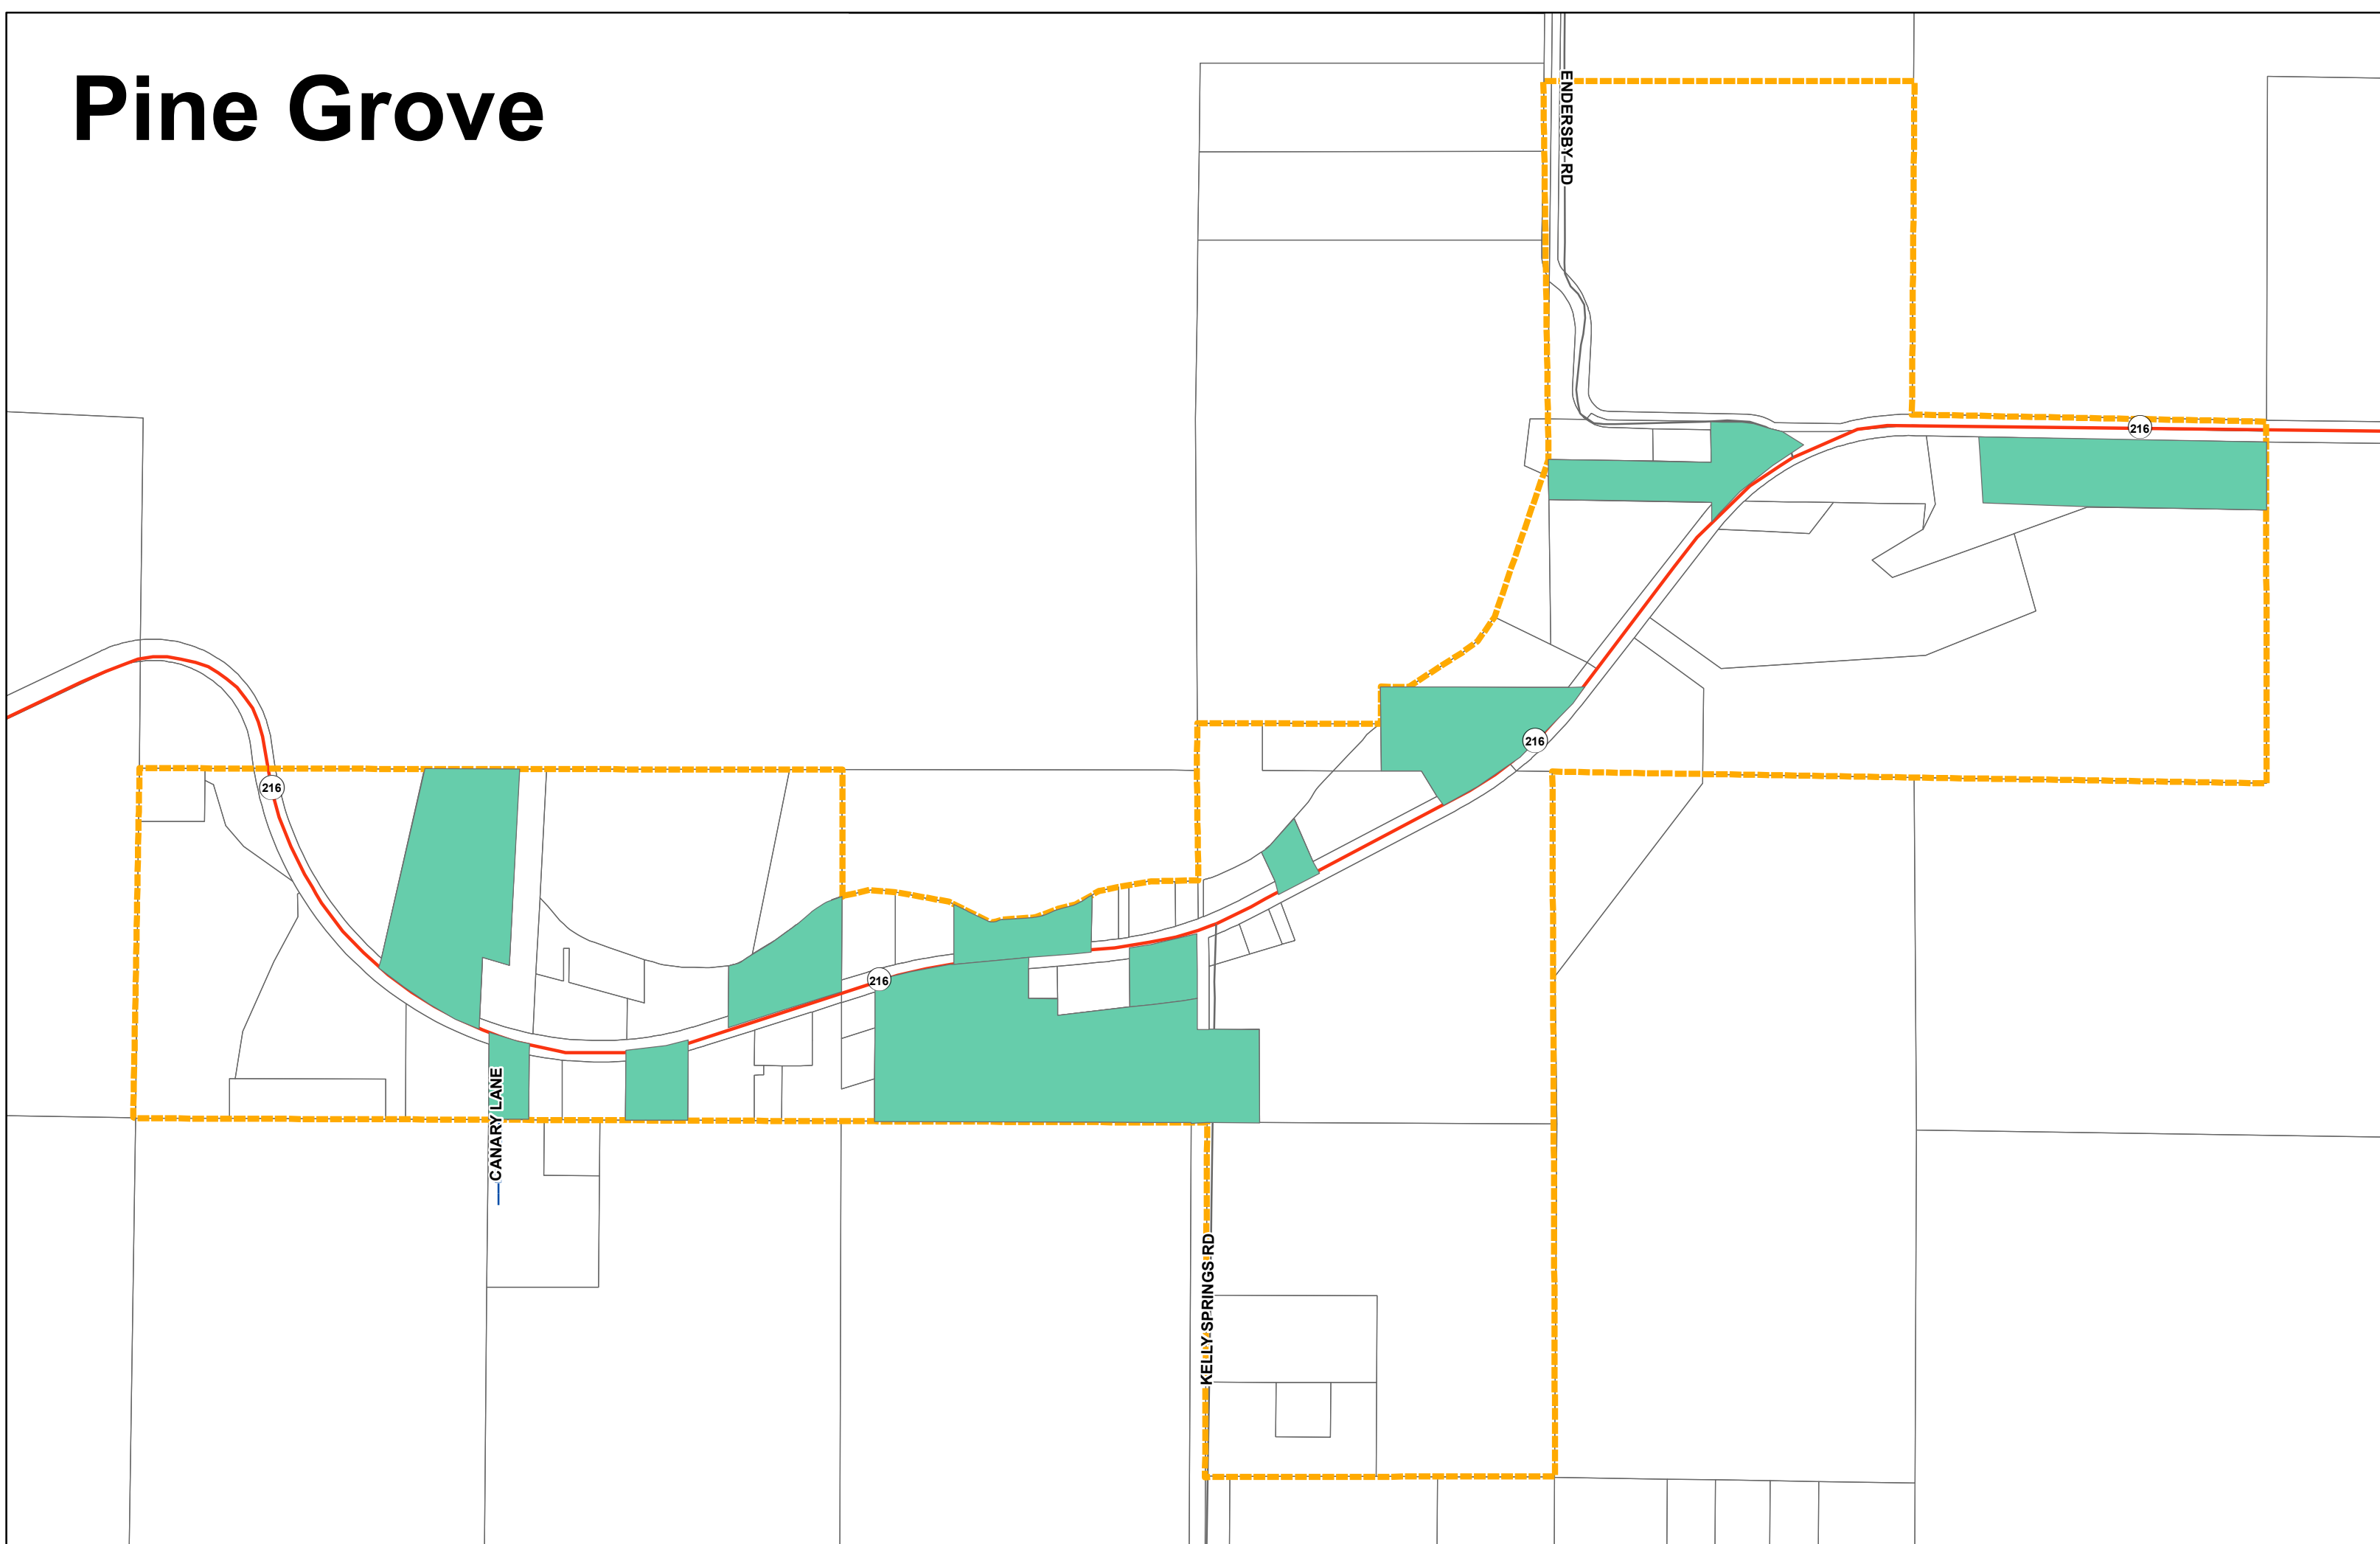 Pine Grove
ENDERSBY RD
216
216
216
216
CANARY LANE
KELLY SPRINGS RD